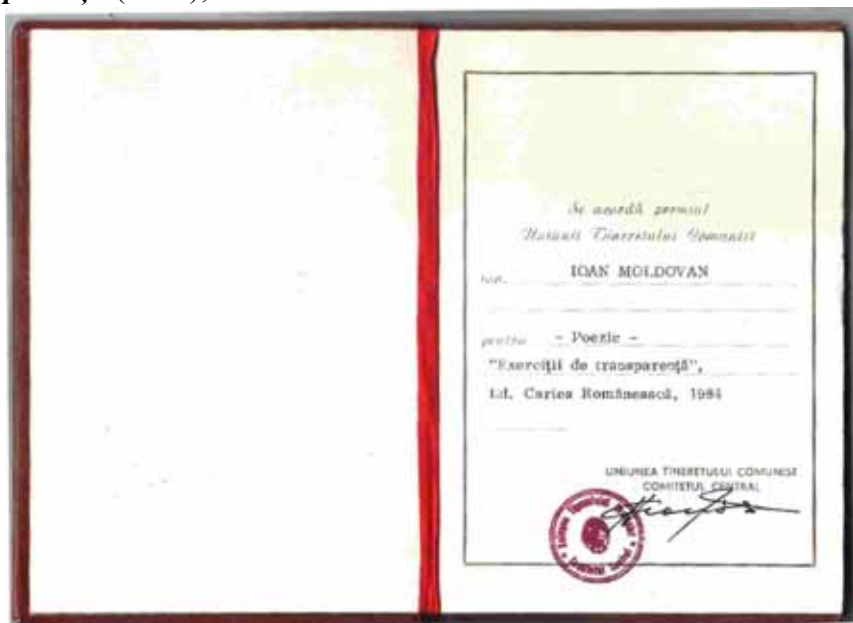 Se acordă premiul
Uniunii Tineretului Comunist
tov. IOAN MOLDOVAN
pentru - Poezie -
"Exerciţii de transparenţă",
Ed. Cartea Românească, 1984
UNIUNEA TINERETULUI COMUNIST
COMITETUL CENTRAL